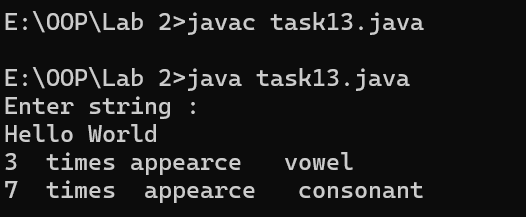 E:\OOP\Lab 2>javac task13.java
E:\OOP\Lab 2>java task13.java
Enter string :
Hello World
3  times appearce   vowel
7  times  appearce   consonant